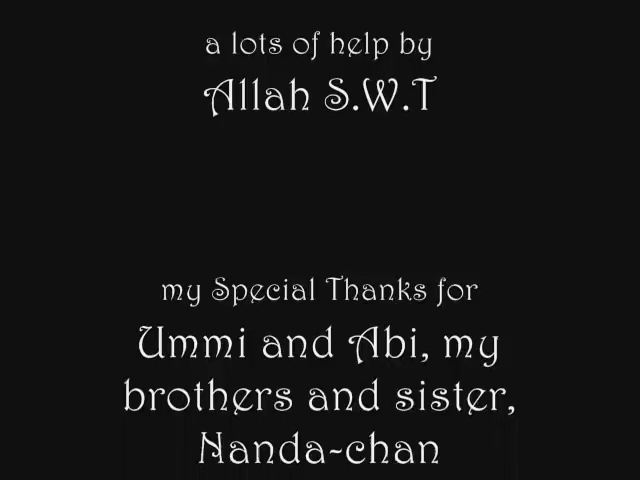 a lots of help by
Allah S.W.T
my Special Thanks for
Ummi and Abi, my
brothers and sister,
Nanda-chan